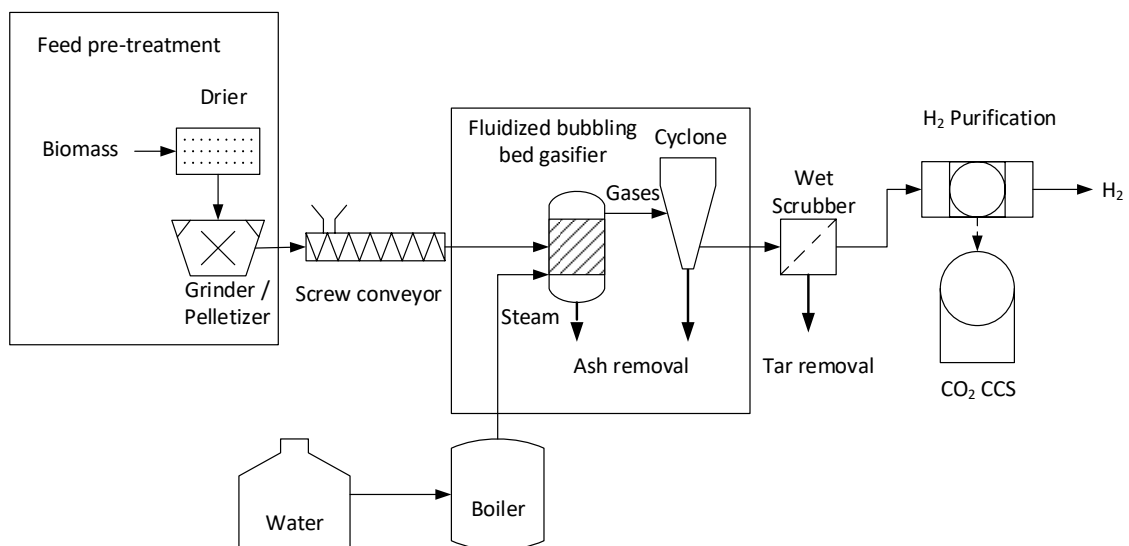 Feed pre-treatment
Drier
Biomass
Grinder /
Pelletizer
Screw conveyor
Fluidized bubbling
bed gasifier
Cyclone
Gases
Steam
Ash removal
Wet
Scrubber
Tar removal
H₂ Purification
H₂
CO₂ CCS
Water
Boiler